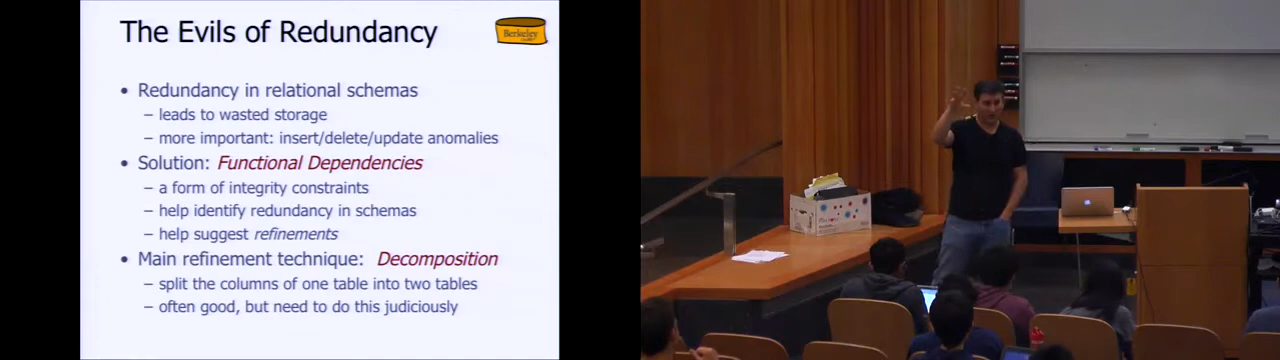 The Evils of Redundancy
Berkeley
• Redundancy in relational schemas
– leads to wasted storage
– more important: insert/delete/update anomalies
• Solution: Functional Dependencies
– a form of integrity constraints
– help identify redundancy in schemas
– help suggest refinements
• Main refinement technique: Decomposition
– split the columns of one table into two tables
– often good, but need to do this judiciously